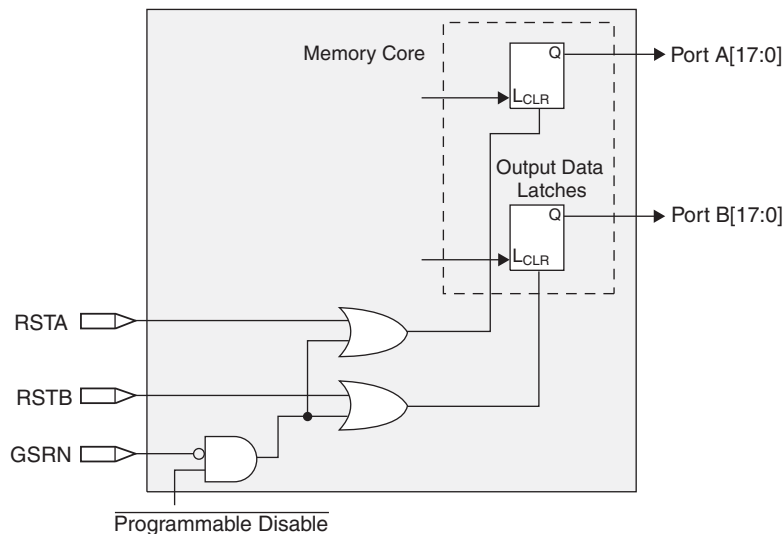 Memory Core
Q
Port A[17:0]
LCLR
Output Data
Latches
Q
Port B[17:0]
LCLR
RSTA
RSTB
GSRN
Programmable Disable